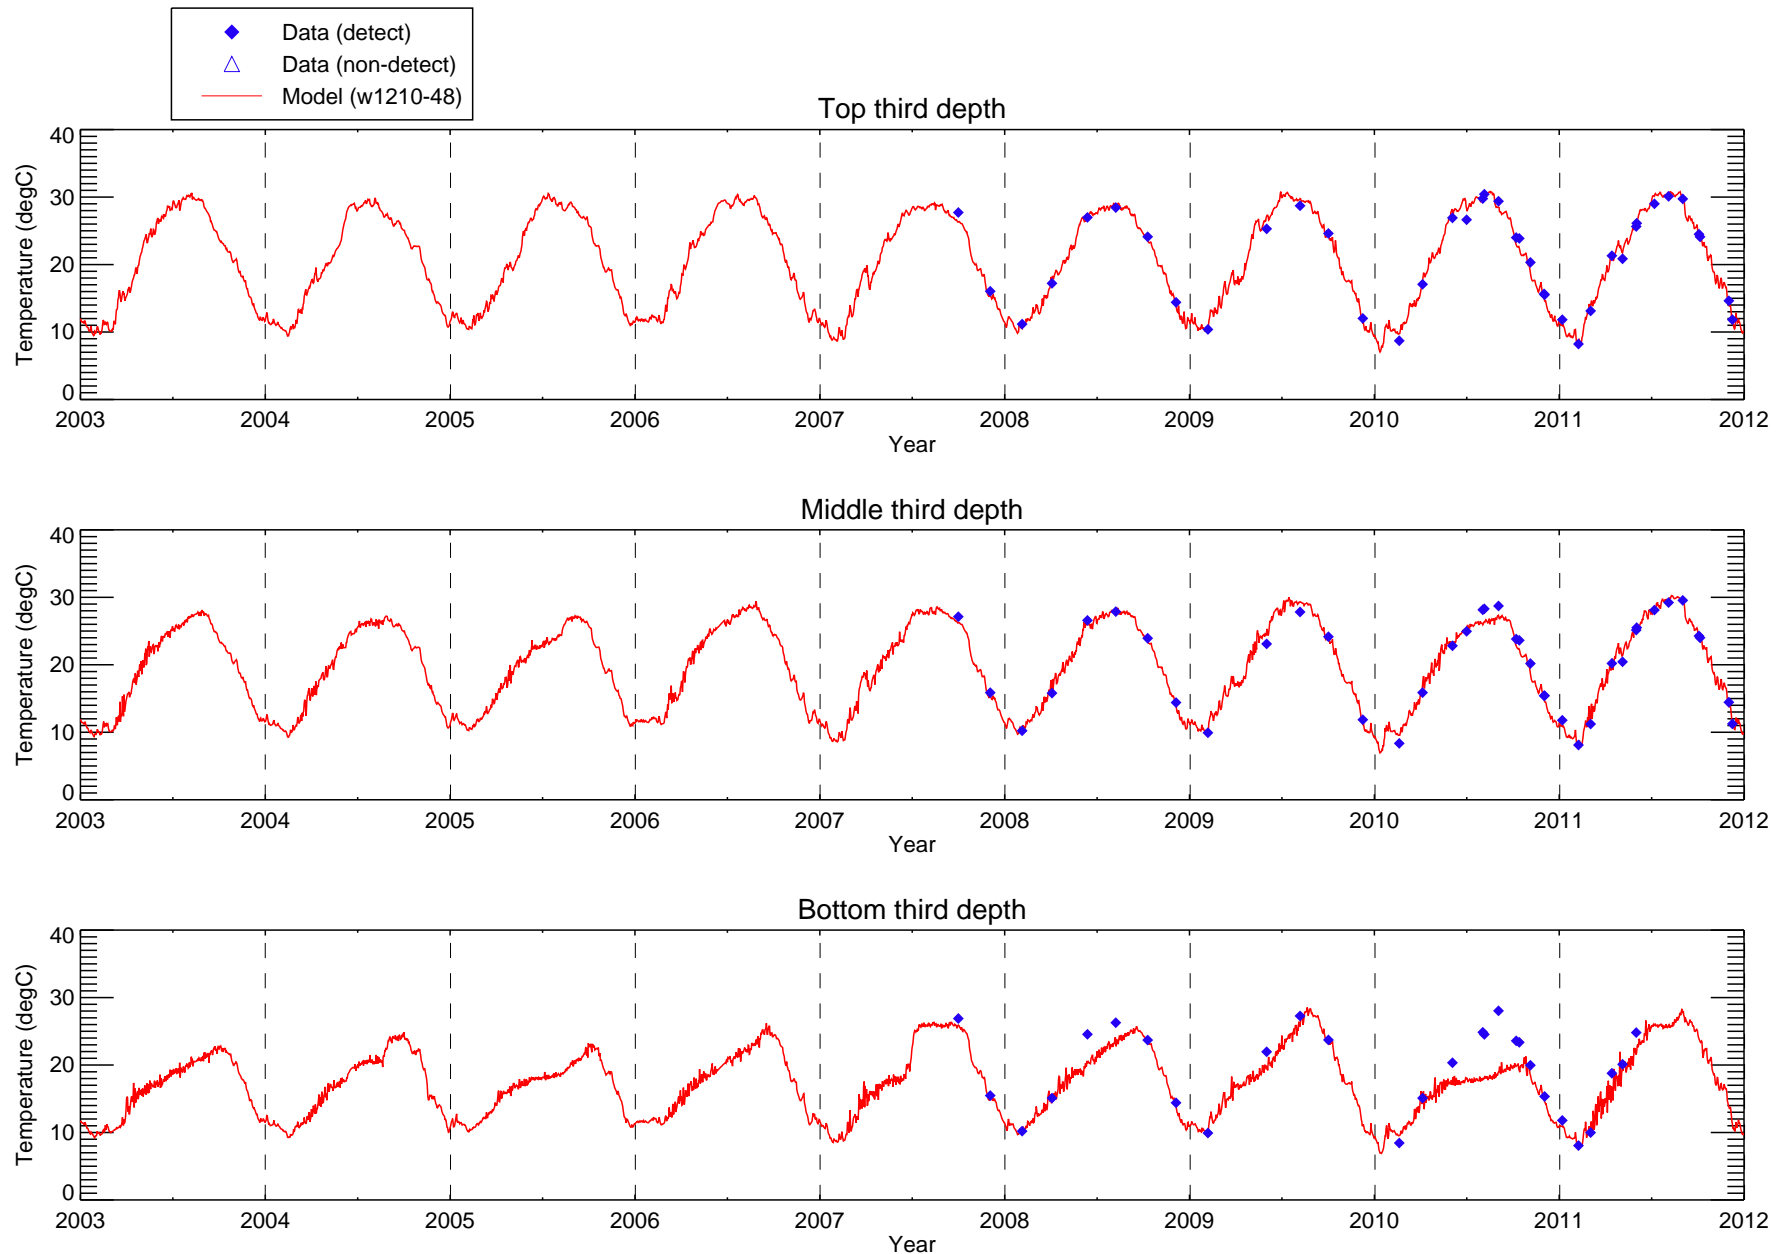 Data (detect)
Data (non-detect)
Model (w1210-48)
Top third depth
Temperature (degC)
40
30
20
10
0
2003 2004 2005 2006 2007 2008 2009 2010 2011 2012
Year
Middle third depth
Temperature (degC)
40
30
20
10
0
2003 2004 2005 2006 2007 2008 2009 2010 2011 2012
Year
Bottom third depth
Temperature (degC)
40
30
20
10
0
2003 2004 2005 2006 2007 2008 2009 2010 2011 2012
Year